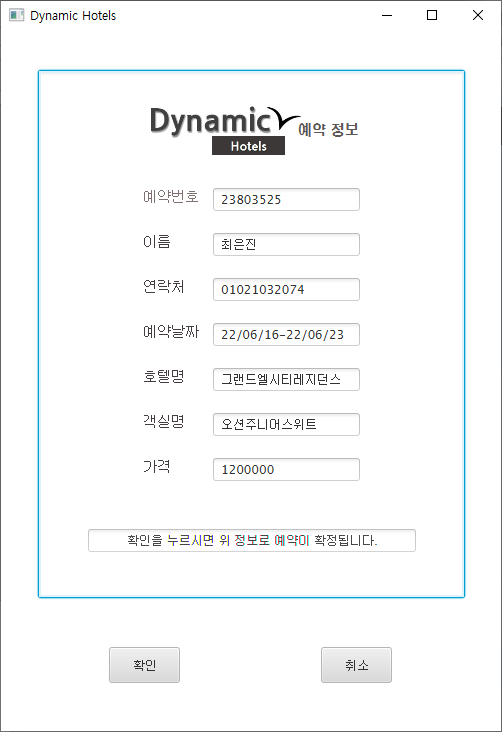 Dynamic Hotels
Dynamic 예약 정보
Hotels
예약번호 23803525
이름 최은진
연락처 01021032074
예약날짜 22/06/16-22/06/23
호텔명 그랜드엘시티레지던스
객실명 오션주니어스위트
가격 1200000
확인을 누르시면 위 정보로 예약이 확정됩니다.
확인 취소